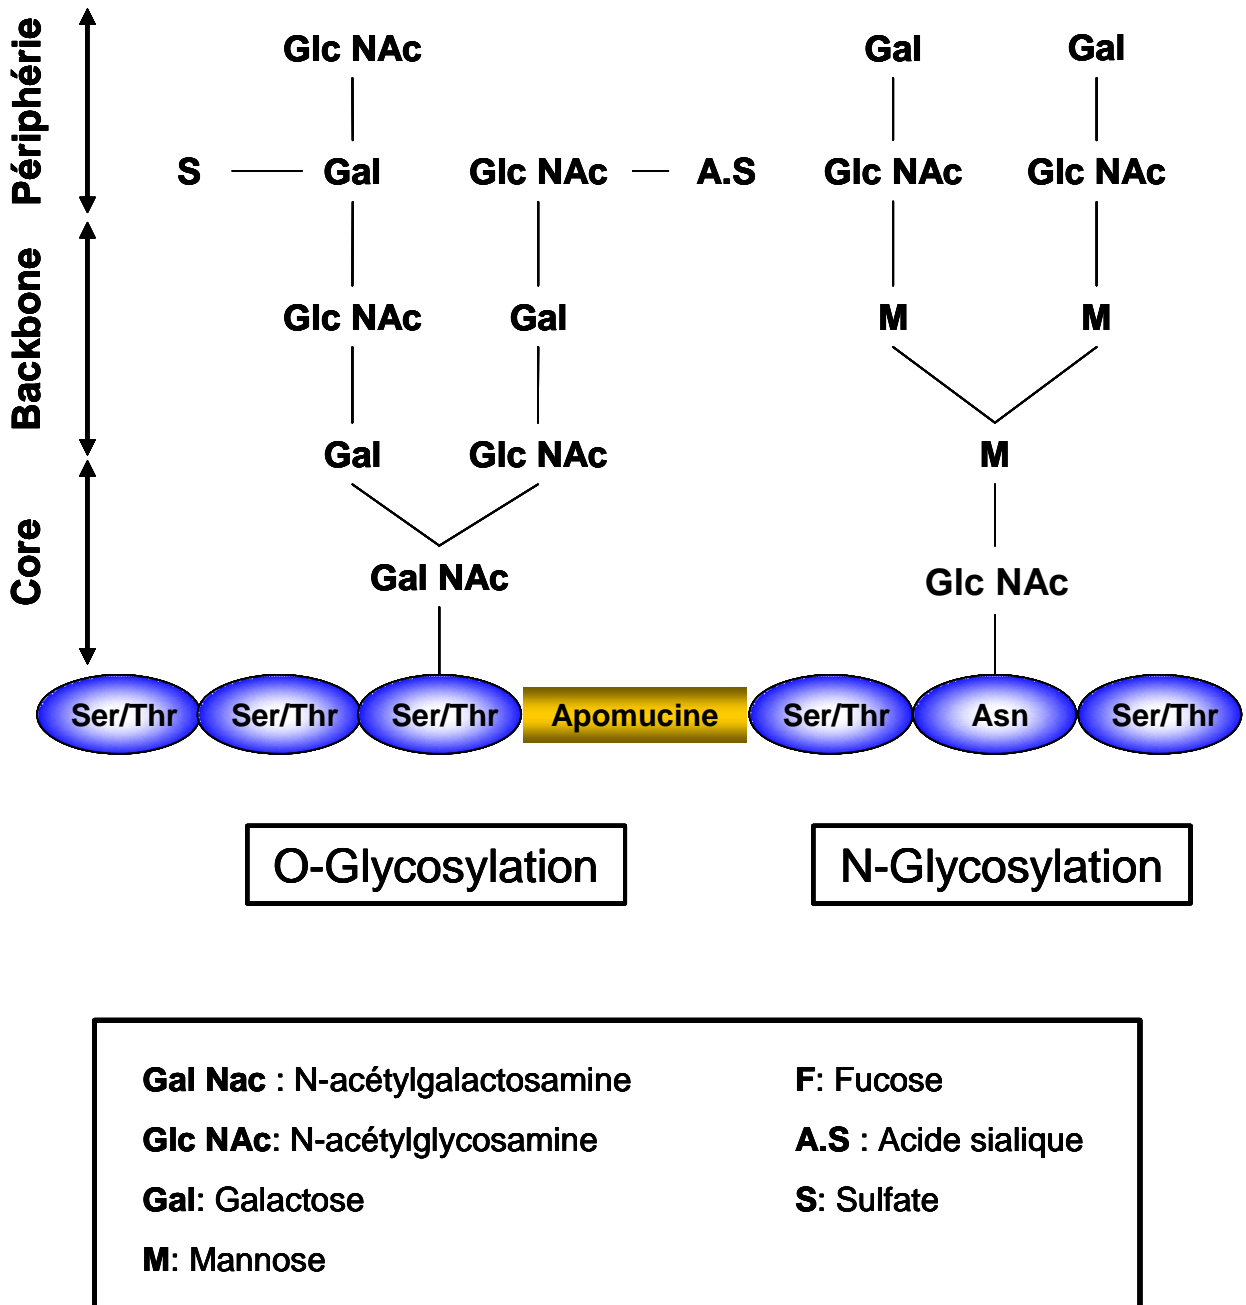 Périphérie
Backbone
Core
Glc NAc Gal Gal
S Gal Glc NAc A.S Glc NAc Glc NAc
Glc NAc Gal M M
Gal Glc NAc M
Gal NAc Glc NAc
Ser/Thr Ser/Thr Ser/Thr Apomucine Ser/Thr Asn Ser/Thr
O-Glycosylation N-Glycosylation
Gal Nac : N-acétylgalactosamine F: Fucose
Glc NAc: N-acétylglycosamine A.S : Acide sialique
Gal: Galactose S: Sulfate
M: Mannose